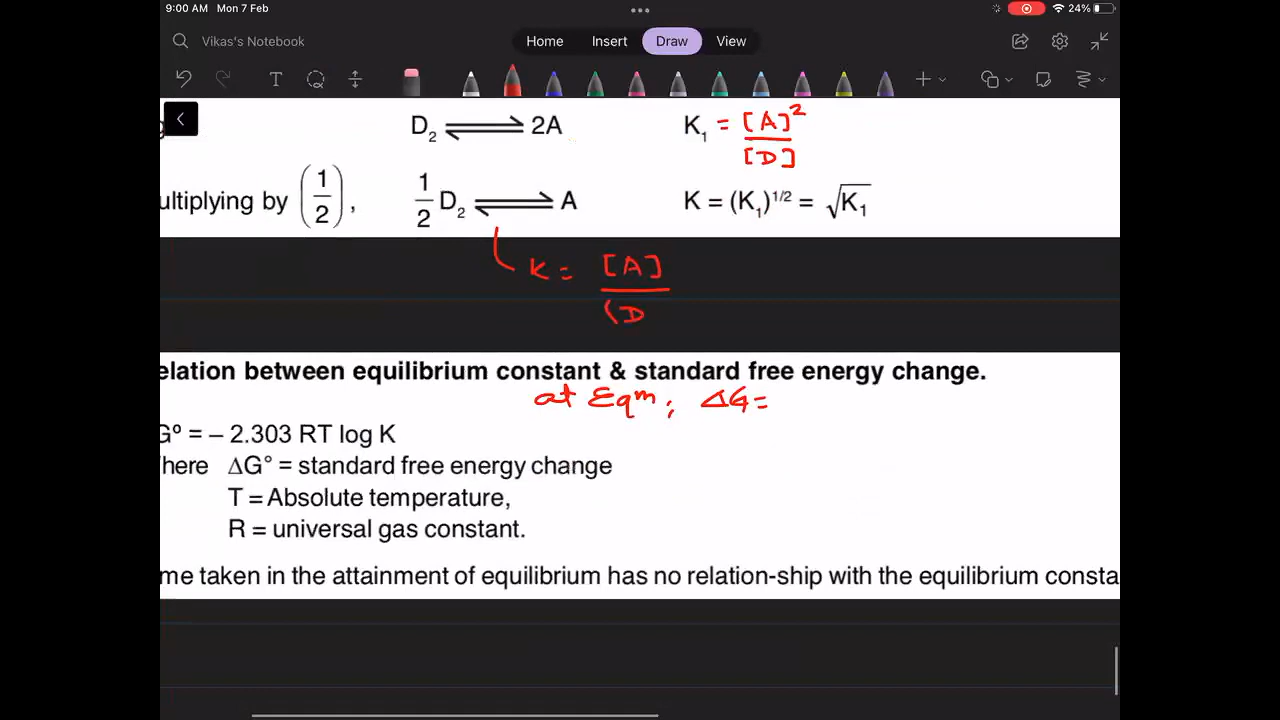 9:00 AM Mon 7 Feb
24%
Vikas's Notebook
Home Insert Draw View
D₂ ⇌ 2A K₁ = [A]² / [D]
ultiplying by (1/2), 1/2 D₂ ⇌ A K = (K₁)^1/2 = √K₁
K = [A] / (D
elation between equilibrium constant & standard free energy change.
at Eqm; ΔG=
G° = – 2.303 RT log K
here ΔG° = standard free energy change
T = Absolute temperature,
R = universal gas constant.
me taken in the attainment of equilibrium has no relation-ship with the equilibrium consta